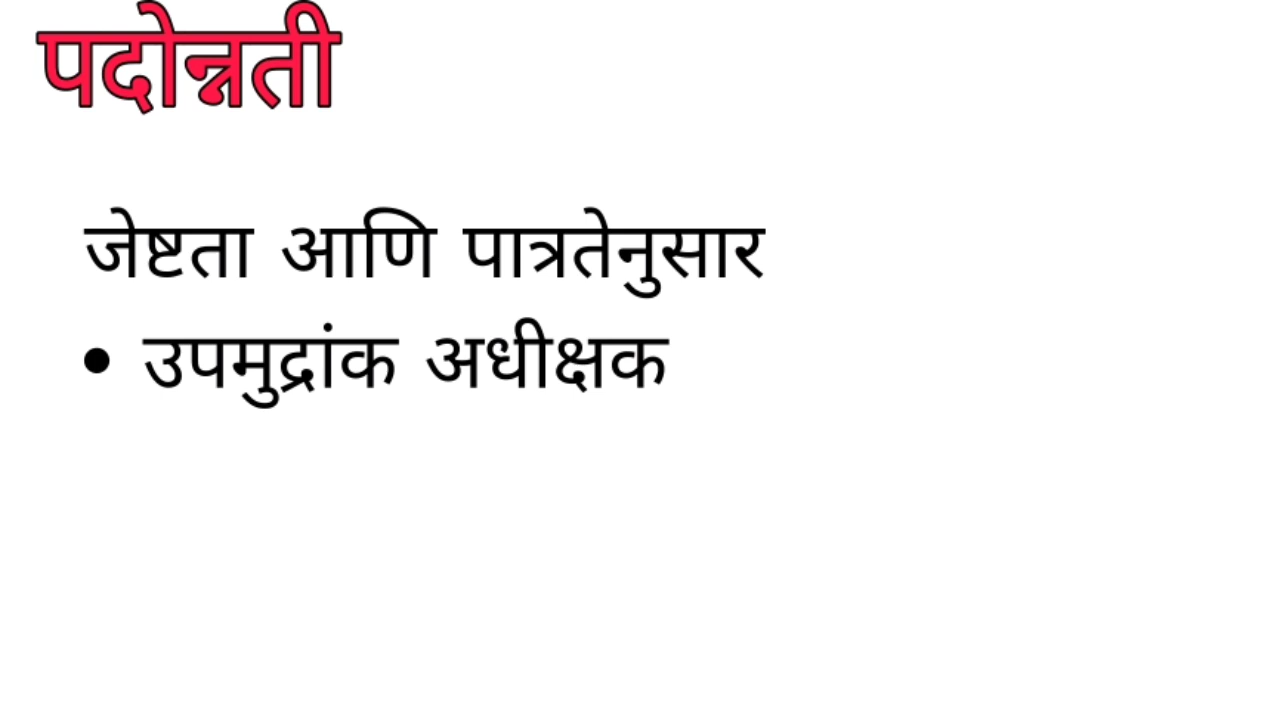 पदोन्नती
जेष्टता आणि पात्रतेनुसार
• उपमुद्रांक अधीक्षक